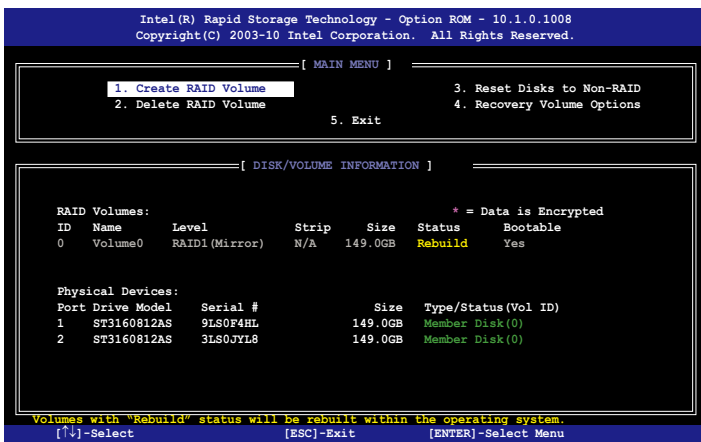 Intel(R) Rapid Storage Technology - Option ROM - 10.1.0.1008
Copyright(C) 2003-10 Intel Corporation. All Rights Reserved.
[ MAIN MENU ]
1. Create RAID Volume 3. Reset Disks to Non-RAID
2. Delete RAID Volume 4. Recovery Volume Options
5. Exit
[ DISK/VOLUME INFORMATION ]
RAID Volumes: * = Data is Encrypted
ID Name Level Strip Size Status Bootable
0 Volume0 RAID1(Mirror) N/A 149.0GB Rebuild Yes
Physical Devices:
Port Drive Model Serial # Size Type/Status(Vol ID)
1 ST3160812AS 9LS0F4HL 149.0GB Member Disk(0)
2 ST3160812AS 3LS0JYL8 149.0GB Member Disk(0)
Volumes with “Rebuild” status will be rebuilt within the operating system.
[↑↓]-Select [ESC]-Exit [ENTER]-Select Menu